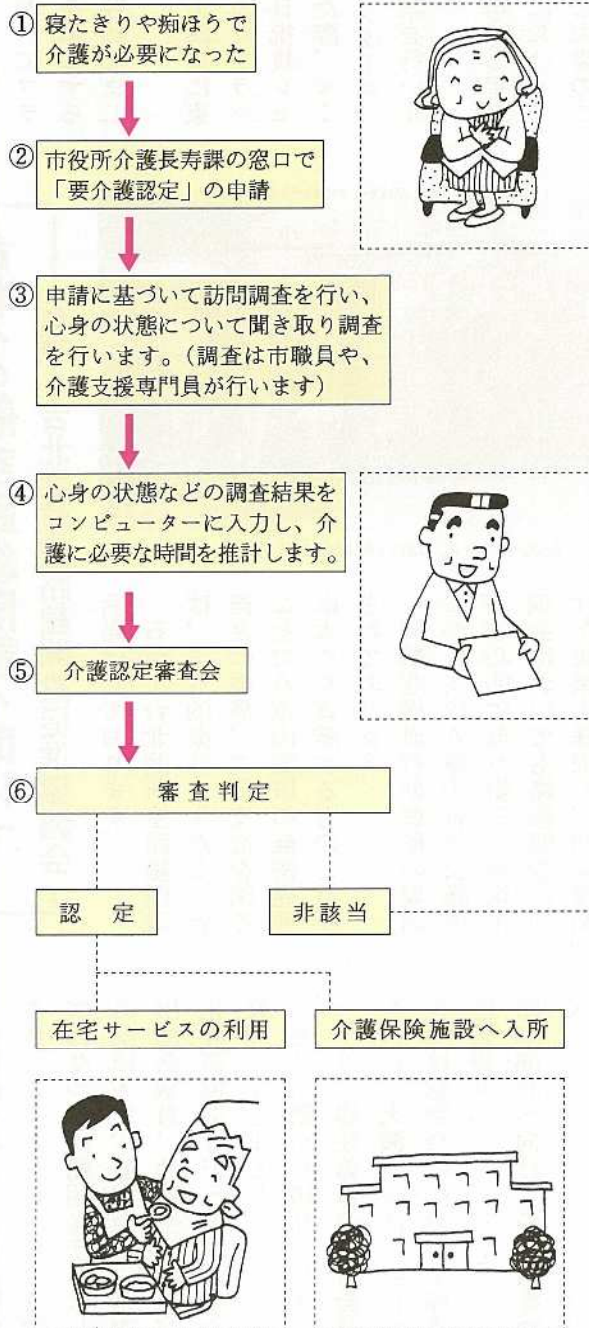 ① 寝たきりや痴ほうで
介護が必要になった
② 市役所介護長寿課の窓口で
「要介護認定」の申請
③ 申請に基づいて訪問調査を行い、
心身の状態について聞き取り調査
を行います。（調査は市職員や、
介護支援専門員が行います）
④ 心身の状態などの調査結果を
コンピューターに入力し、介
護に必要な時間を推計します。
⑤ 介護認定審査会
⑥ 審査判定
認定 非該当
在宅サービスの利用 介護保険施設へ入所